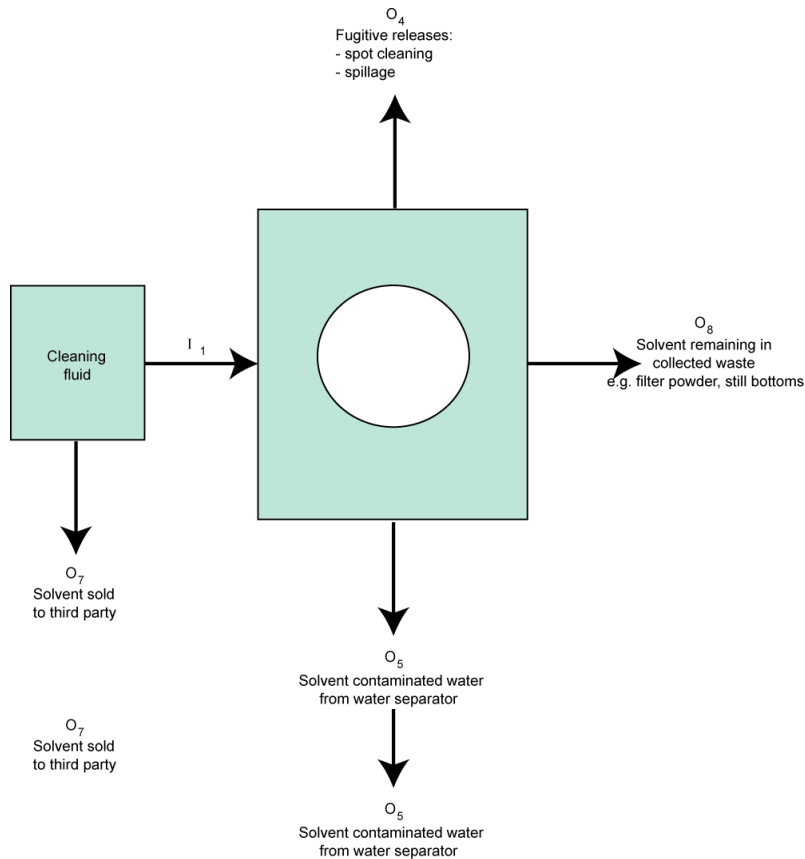 O4
Fugitive releases:
- spot cleaning
- spillage
Cleaning
fluid
I 1
O8
Solvent remaining in
collected waste
e.g. filter powder, still bottoms
O7
Solvent sold
to third party
O5
Solvent contaminated water
from water separator
O7
Solvent sold
to third party
O5
Solvent contaminated water
from water separator